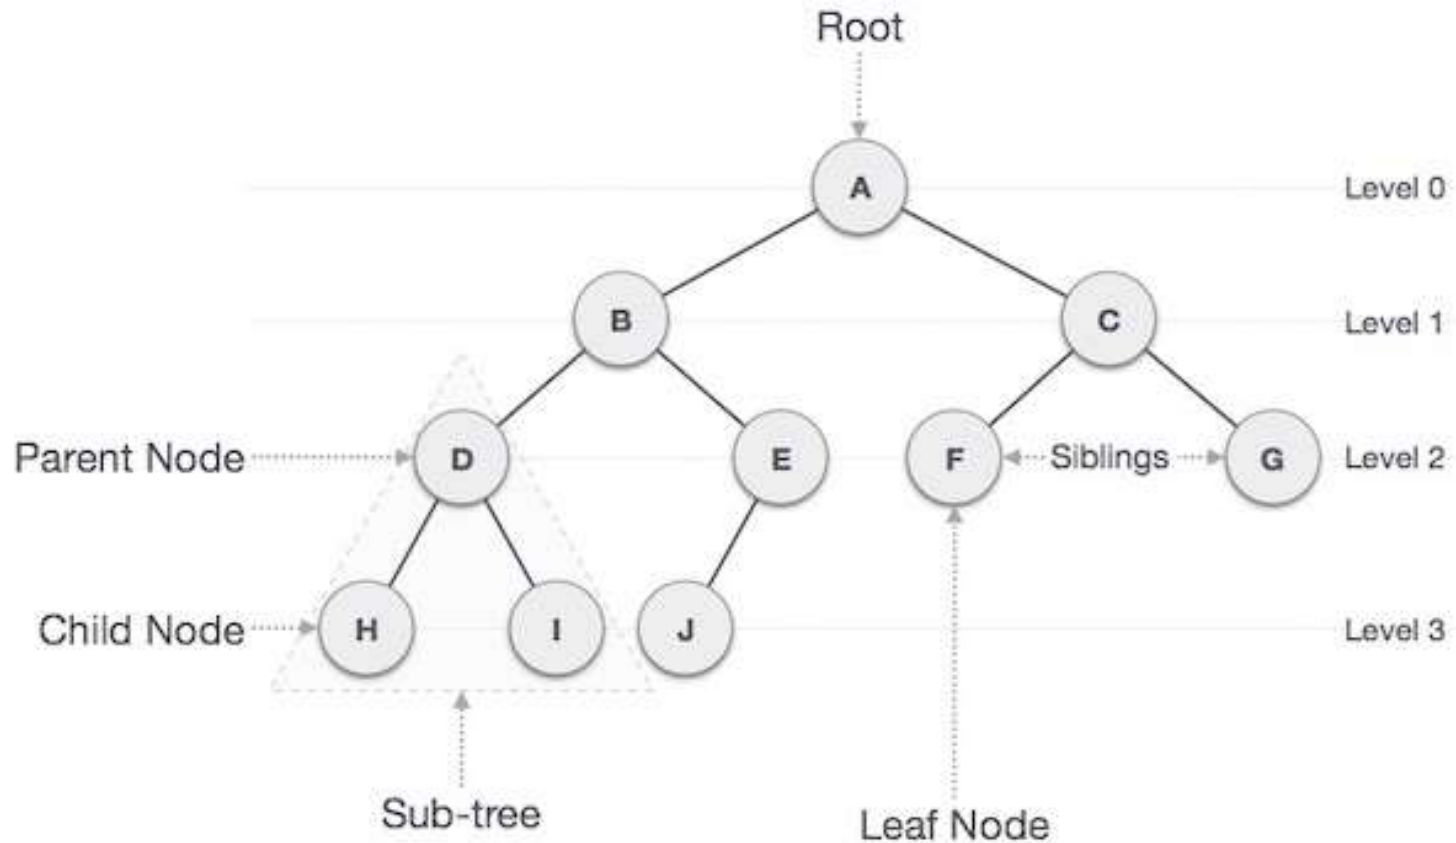 Root
A
Level 0
B
C
Level 1
Parent Node
D
E
F
Siblings
G
Level 2
Child Node
H
I
J
Level 3
Sub-tree
Leaf Node